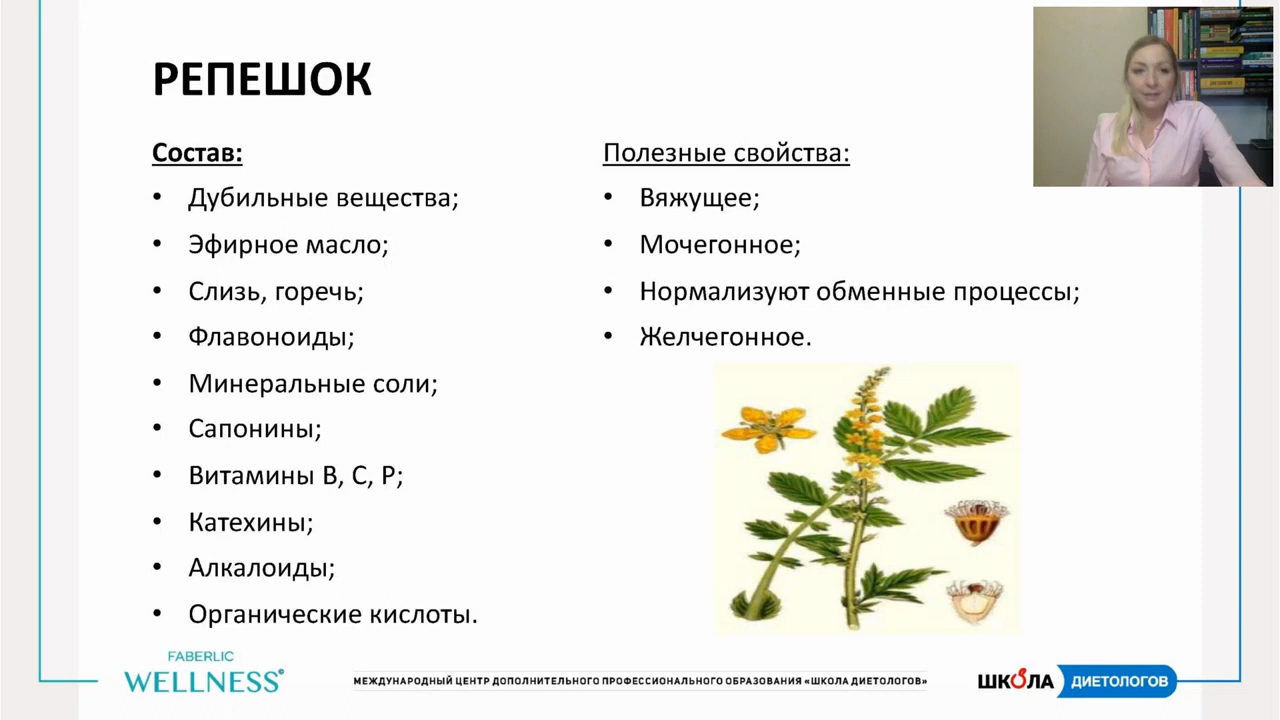 РЕПЕШОК
Состав:
• Дубильные вещества;
• Эфирное масло;
• Слизь, горечь;
• Флавоноиды;
• Минеральные соли;
• Сапонины;
• Витамины В, С, Р;
• Катехины;
• Алкалоиды;
• Органические кислоты.
Полезные свойства:
• Вяжущее;
• Мочегонное;
• Нормализуют обменные процессы;
• Желчегонное.
FABERLIC
WELLNESS©
МЕЖДУНАРОДНЫЙ ЦЕНТР ДОПОЛНИТЕЛЬНОГО ПРОФЕССИОНАЛЬНОГО ОБРАЗОВАНИЯ «ШКОЛА ДИЕТОЛОГОВ»
ШКОЛА ДИЕТОЛОГОВ